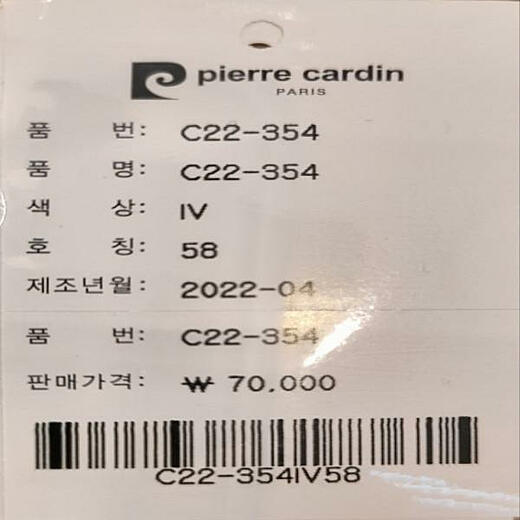 pierre cardin
PARIS
품 번: C22-354
품 명: C22-354
색 상: IV
호 칭: 58
제조년월: 2022-04
품 번: C22-354
판매가격: ₩ 70.000
C22-354IV58